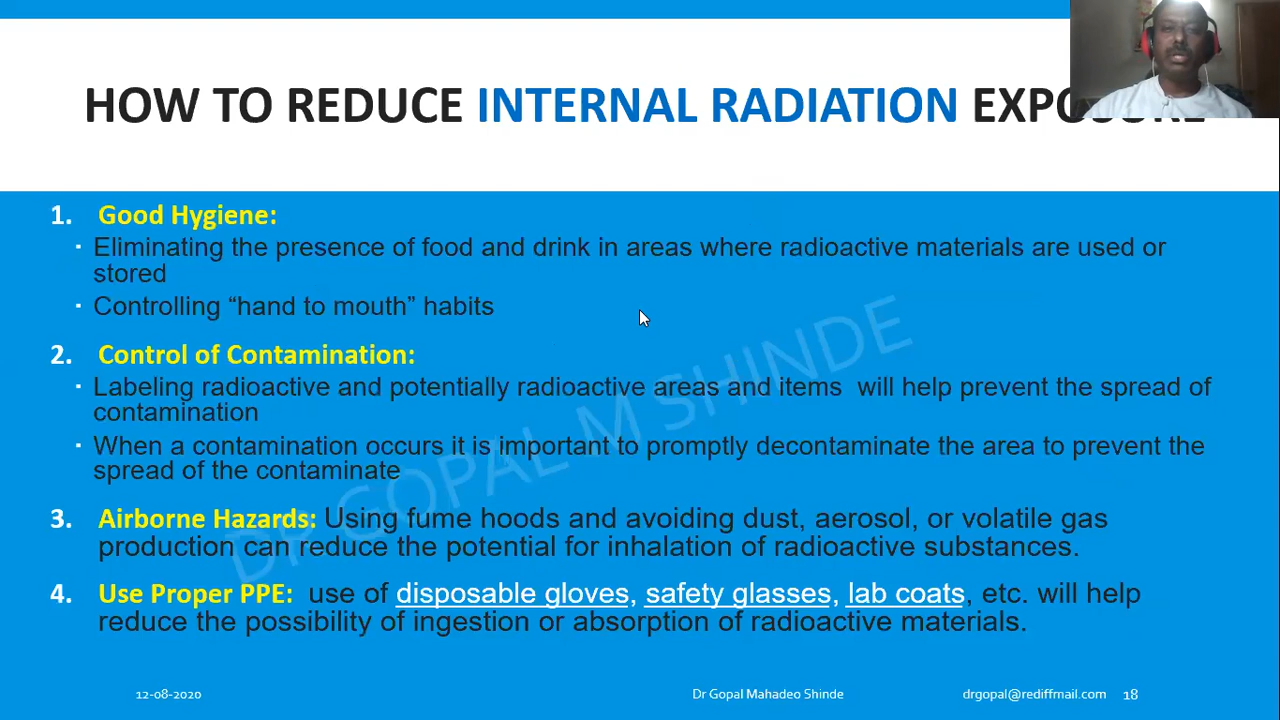 HOW TO REDUCE INTERNAL RADIATION EXPOSURE
1. Good Hygiene:
▪ Eliminating the presence of food and drink in areas where radioactive materials are used or
stored
▪ Controlling “hand to mouth” habits
2. Control of Contamination:
▪ Labeling radioactive and potentially radioactive areas and items will help prevent the spread of
contamination
▪ When a contamination occurs it is important to promptly decontaminate the area to prevent the
spread of the contaminate
DR GOPAL M SHINDE
3. Airborne Hazards: Using fume hoods and avoiding dust, aerosol, or volatile gas
production can reduce the potential for inhalation of radioactive substances.
4. Use Proper PPE: use of disposable gloves, safety glasses, lab coats, etc. will help
reduce the possibility of ingestion or absorption of radioactive materials.
12-08-2020 Dr Gopal Mahadeo Shinde drgopal@rediffmail.com 18